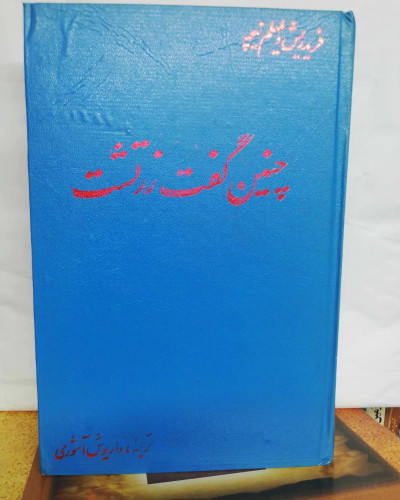 فریدریش ویلهلم نیچه
چنین گفت زرتشت
ترجمهٔ داریوش آشوری